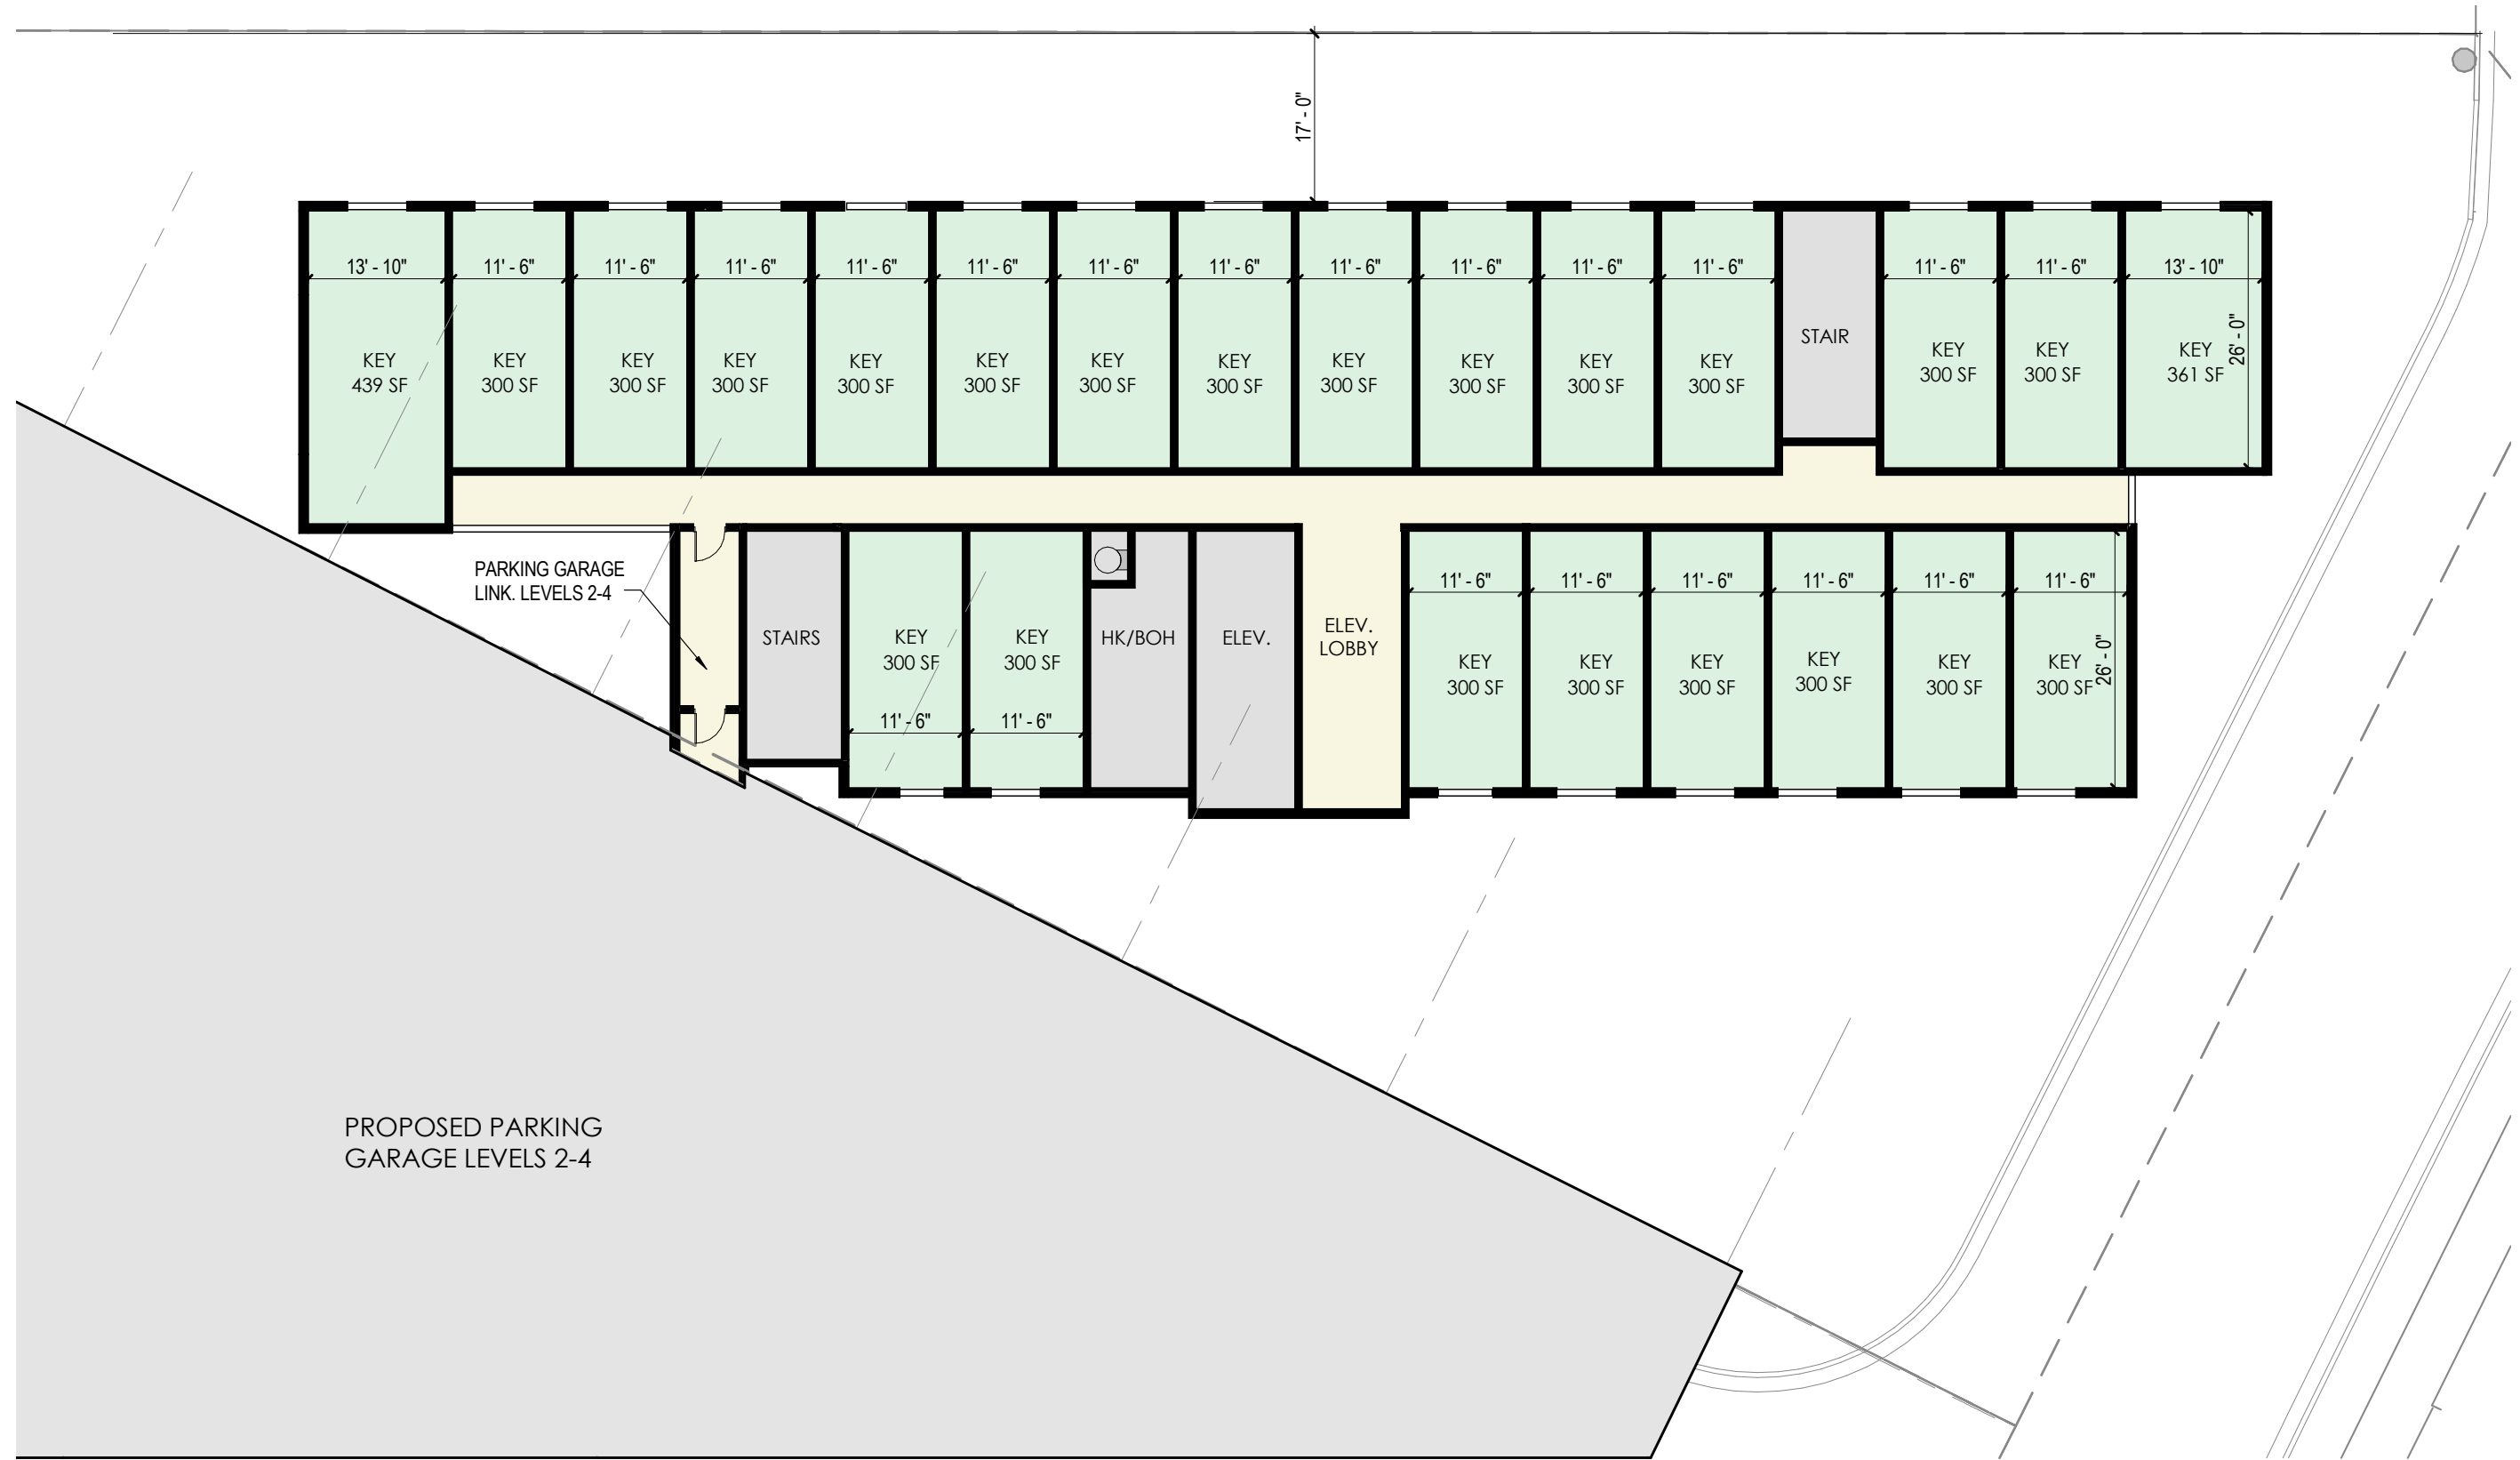 17' - 0"
13' - 10"
11' - 6"
11' - 6"
11' - 6"
11' - 6"
11' - 6"
11' - 6"
11' - 6"
11' - 6"
11' - 6"
11' - 6"
11' - 6"
11' - 6"
11' - 6"
13' - 10"
26' - 0"
KEY
439 SF
KEY
300 SF
KEY
300 SF
KEY
300 SF
KEY
300 SF
KEY
300 SF
KEY
300 SF
KEY
300 SF
KEY
300 SF
KEY
300 SF
KEY
300 SF
KEY
300 SF
STAIR
KEY
300 SF
KEY
300 SF
KEY
361 SF
PARKING GARAGE
LINK. LEVELS 2-4
STAIRS
KEY
300 SF
11' - 6"
KEY
300 SF
11' - 6"
HK/BOH
ELEV.
ELEV.
LOBBY
11' - 6"
11' - 6"
11' - 6"
11' - 6"
11' - 6"
11' - 6"
KEY
300 SF
KEY
300 SF
KEY
300 SF
KEY
300 SF
KEY
300 SF
KEY
300 SF
26' - 0"
PROPOSED PARKING
GARAGE LEVELS 2-4